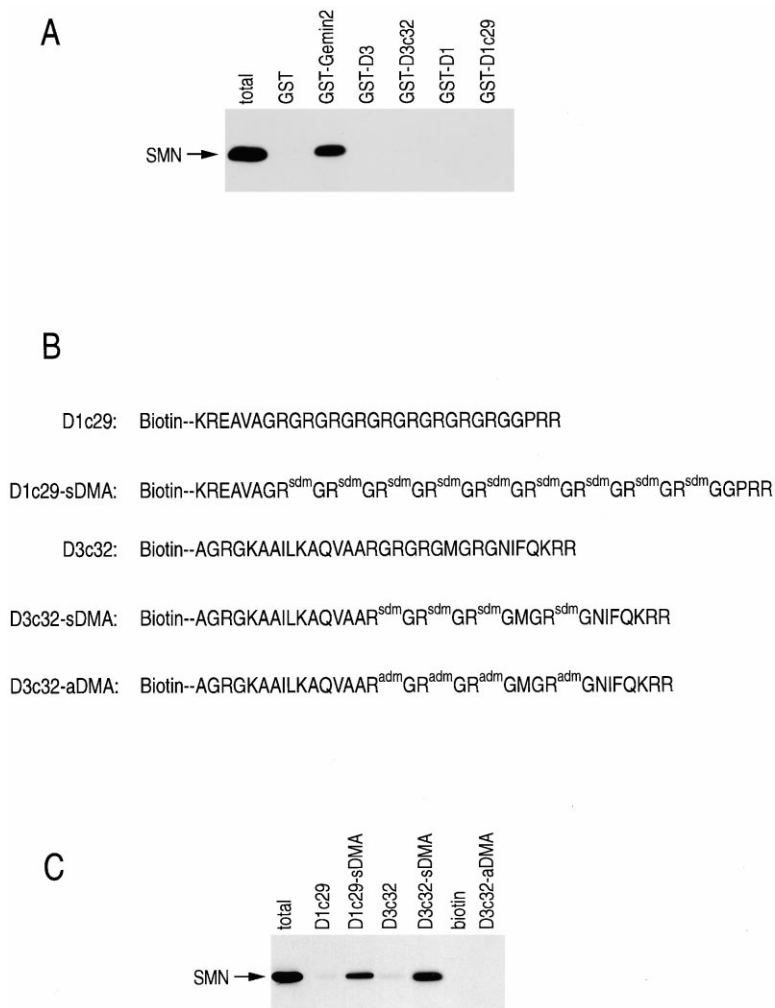 A
total GST GST-Gemin2 GST-D3 GST-D3c32 GST-D1 GST-D1c29
SMN
B
D1c29: Biotin--KREAVAGRGRGRGRGRGRGRGRGRGGPRR
D1c29-sDMA: Biotin--KREAVAGRsdmGRsdmGRsdmGRsdmGRsdmGRsdmGRsdmGRsdmGRsdmGGPRR
D3c32: Biotin--AGRGKAAILKAQVAARGRGRGMGRGNIFQKRR
D3c32-sDMA: Biotin--AGRGKAAILKAQVAARsdmGRsdmGRsdmGMGRsdmGNIFQKRR
D3c32-aDMA: Biotin--AGRGKAAILKAQVAARadmGRadmGRadmGMGRadmGNIFQKRR
C
total D1c29 D1c29-sDMA D3c32 D3c32-sDMA biotin D3c32-aDMA
SMN